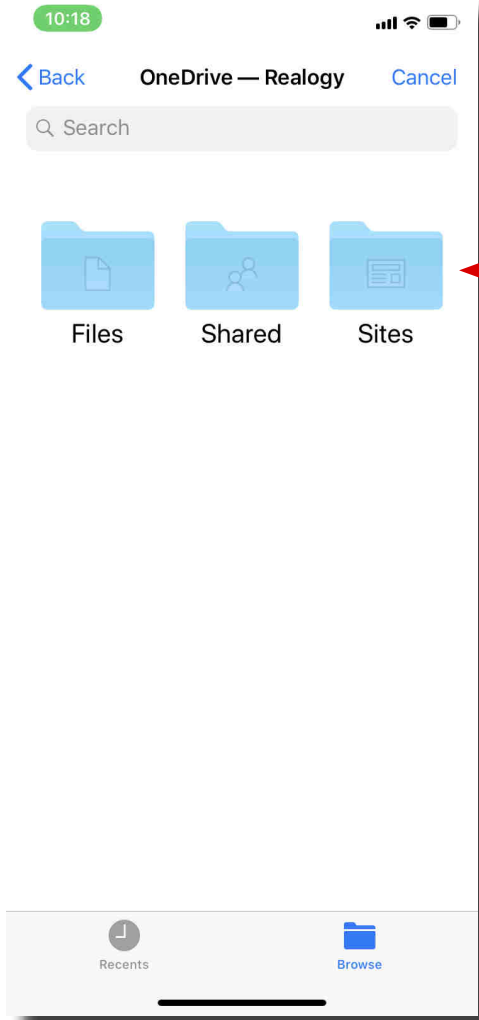 10:18
Back OneDrive — Realogy Cancel
Search
Files Shared Sites
Recents Browse